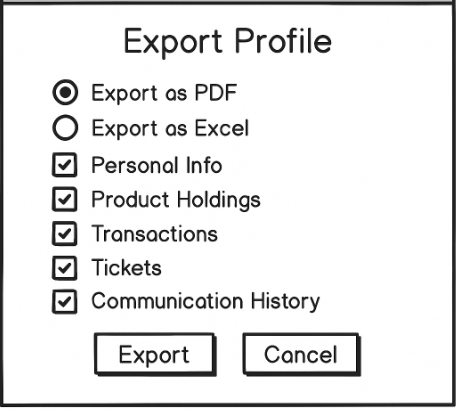 Export Profile
Export as PDF
Export as Excel
Personal Info
Product Holdings
Transactions
Tickets
Communication History
Export Cancel